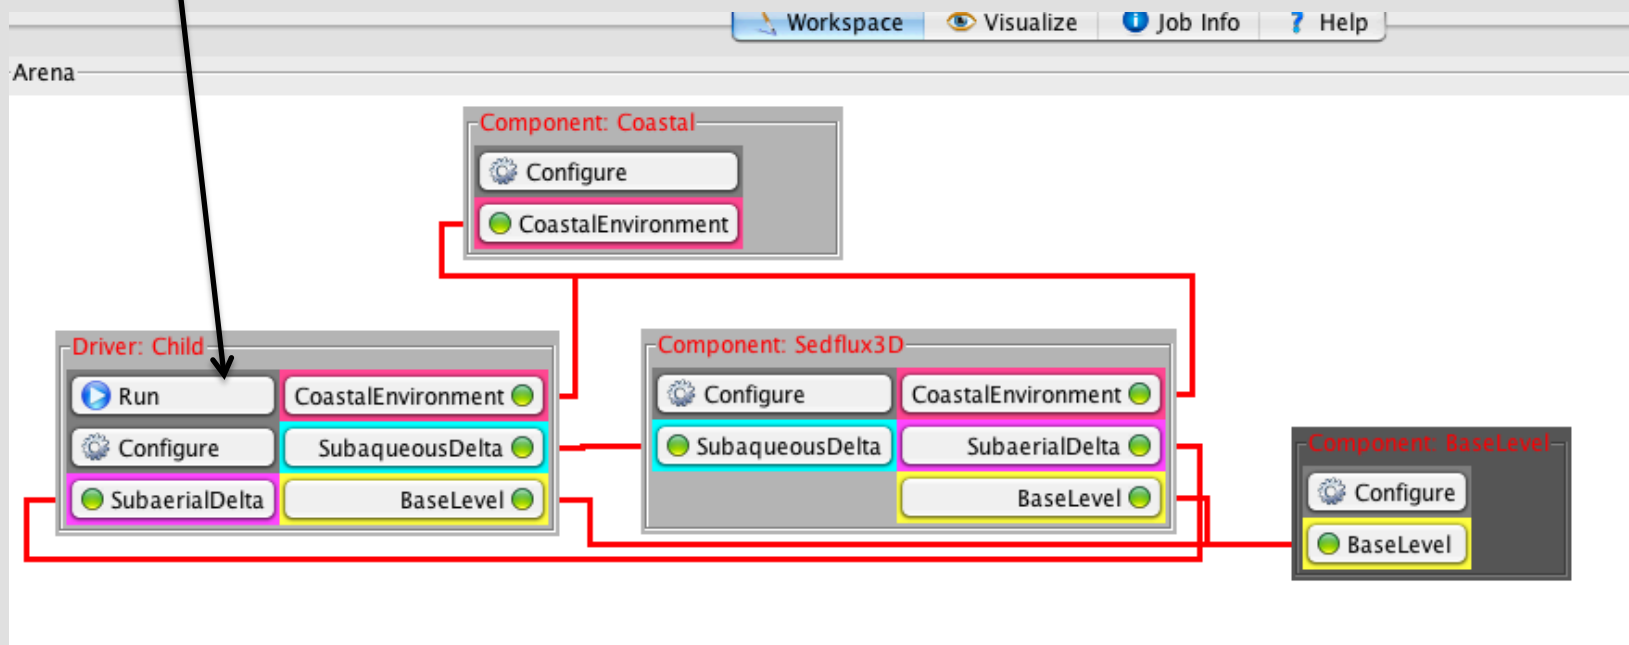 Workspace Visualize Job Info Help
Arena
Component: Coastal
Configure
CoastalEnvironment
Driver: Child
Run CoastalEnvironment
Configure SubaqueousDelta
SubaerialDelta BaseLevel
Component: Sedflux3D
Configure CoastalEnvironment
SubaqueousDelta SubaerialDelta
BaseLevel
Component: BaseLevel
Configure
BaseLevel